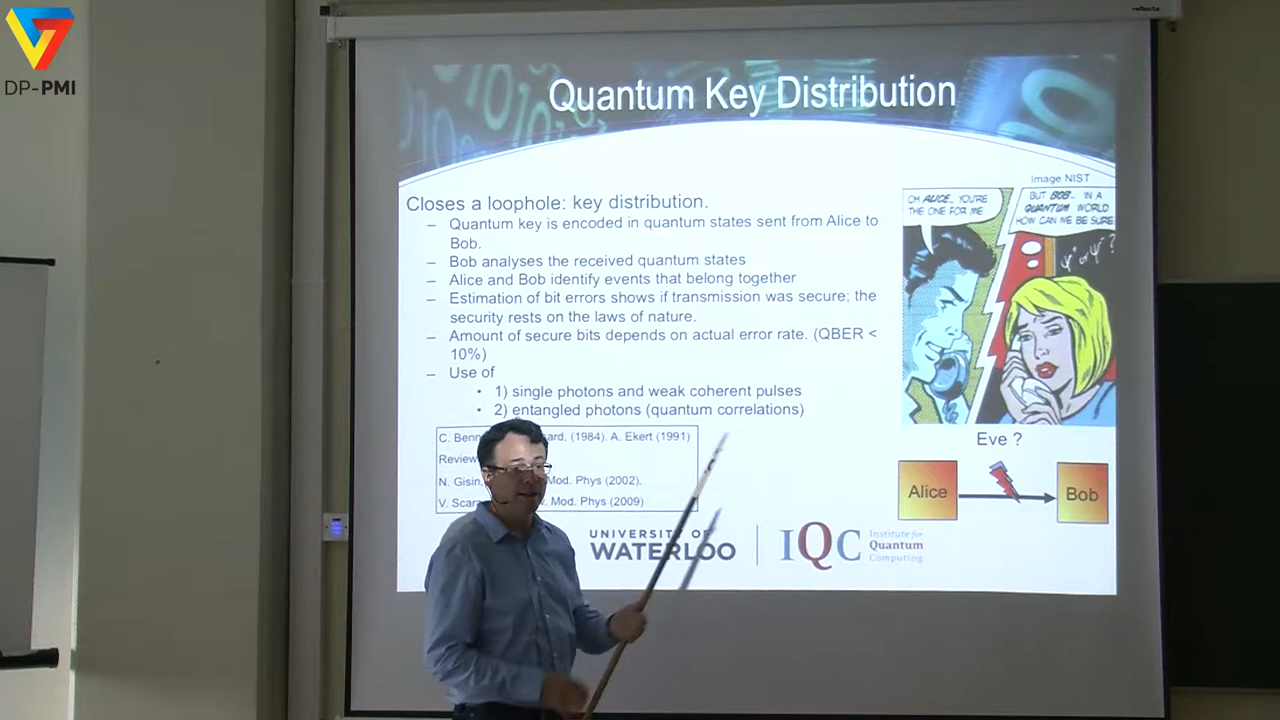 reflecta
DP-PMI
Quantum Key Distribution
Image NIST
OH ALICE.. YOU'RE
THE ONE FOR ME
BUT BOB.. IN A
QUANTUM WORLD
HOW CAN WE BE SURE
Closes a loophole: key distribution.
– Quantum key is encoded in quantum states sent from Alice to
Bob.
– Bob analyses the received quantum states
– Alice and Bob identify events that belong together
– Estimation of bit errors shows if transmission was secure; the
security rests on the laws of nature.
– Amount of secure bits depends on actual error rate. (QBER <
10%)
– Use of
• 1) single photons and weak coherent pulses
• 2) entangled photons (quantum correlations)
C. Benn ard, (1984). A. Ekert (1991)
Review
N. Gisin, Mod. Phys (2002).
V. Scar . Mod. Phys (2009)
Eve ?
Alice
Bob
UNIVERSITY OF
WATERLOO
IQC
Institute for
Quantum
Computing